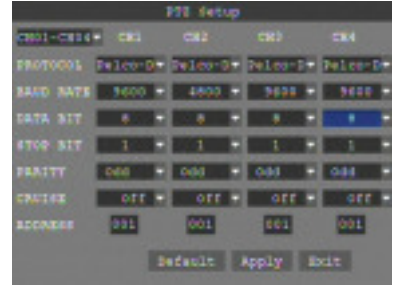 PTZ Setup
CH01-CH04 CH1 CH2 CH3 CH4
PROTOCOL Pelco-D Pelco-D Pelco-D Pelco-D
BAUD RATE 9600 4800 9600 9600
DATA BIT 8 8 8 8
STOP BIT 1 1 1 1
PARITY Odd Odd Odd Odd
CRUISE Off Off Off Off
ADDRESS 001 001 001 001
Default Apply Exit